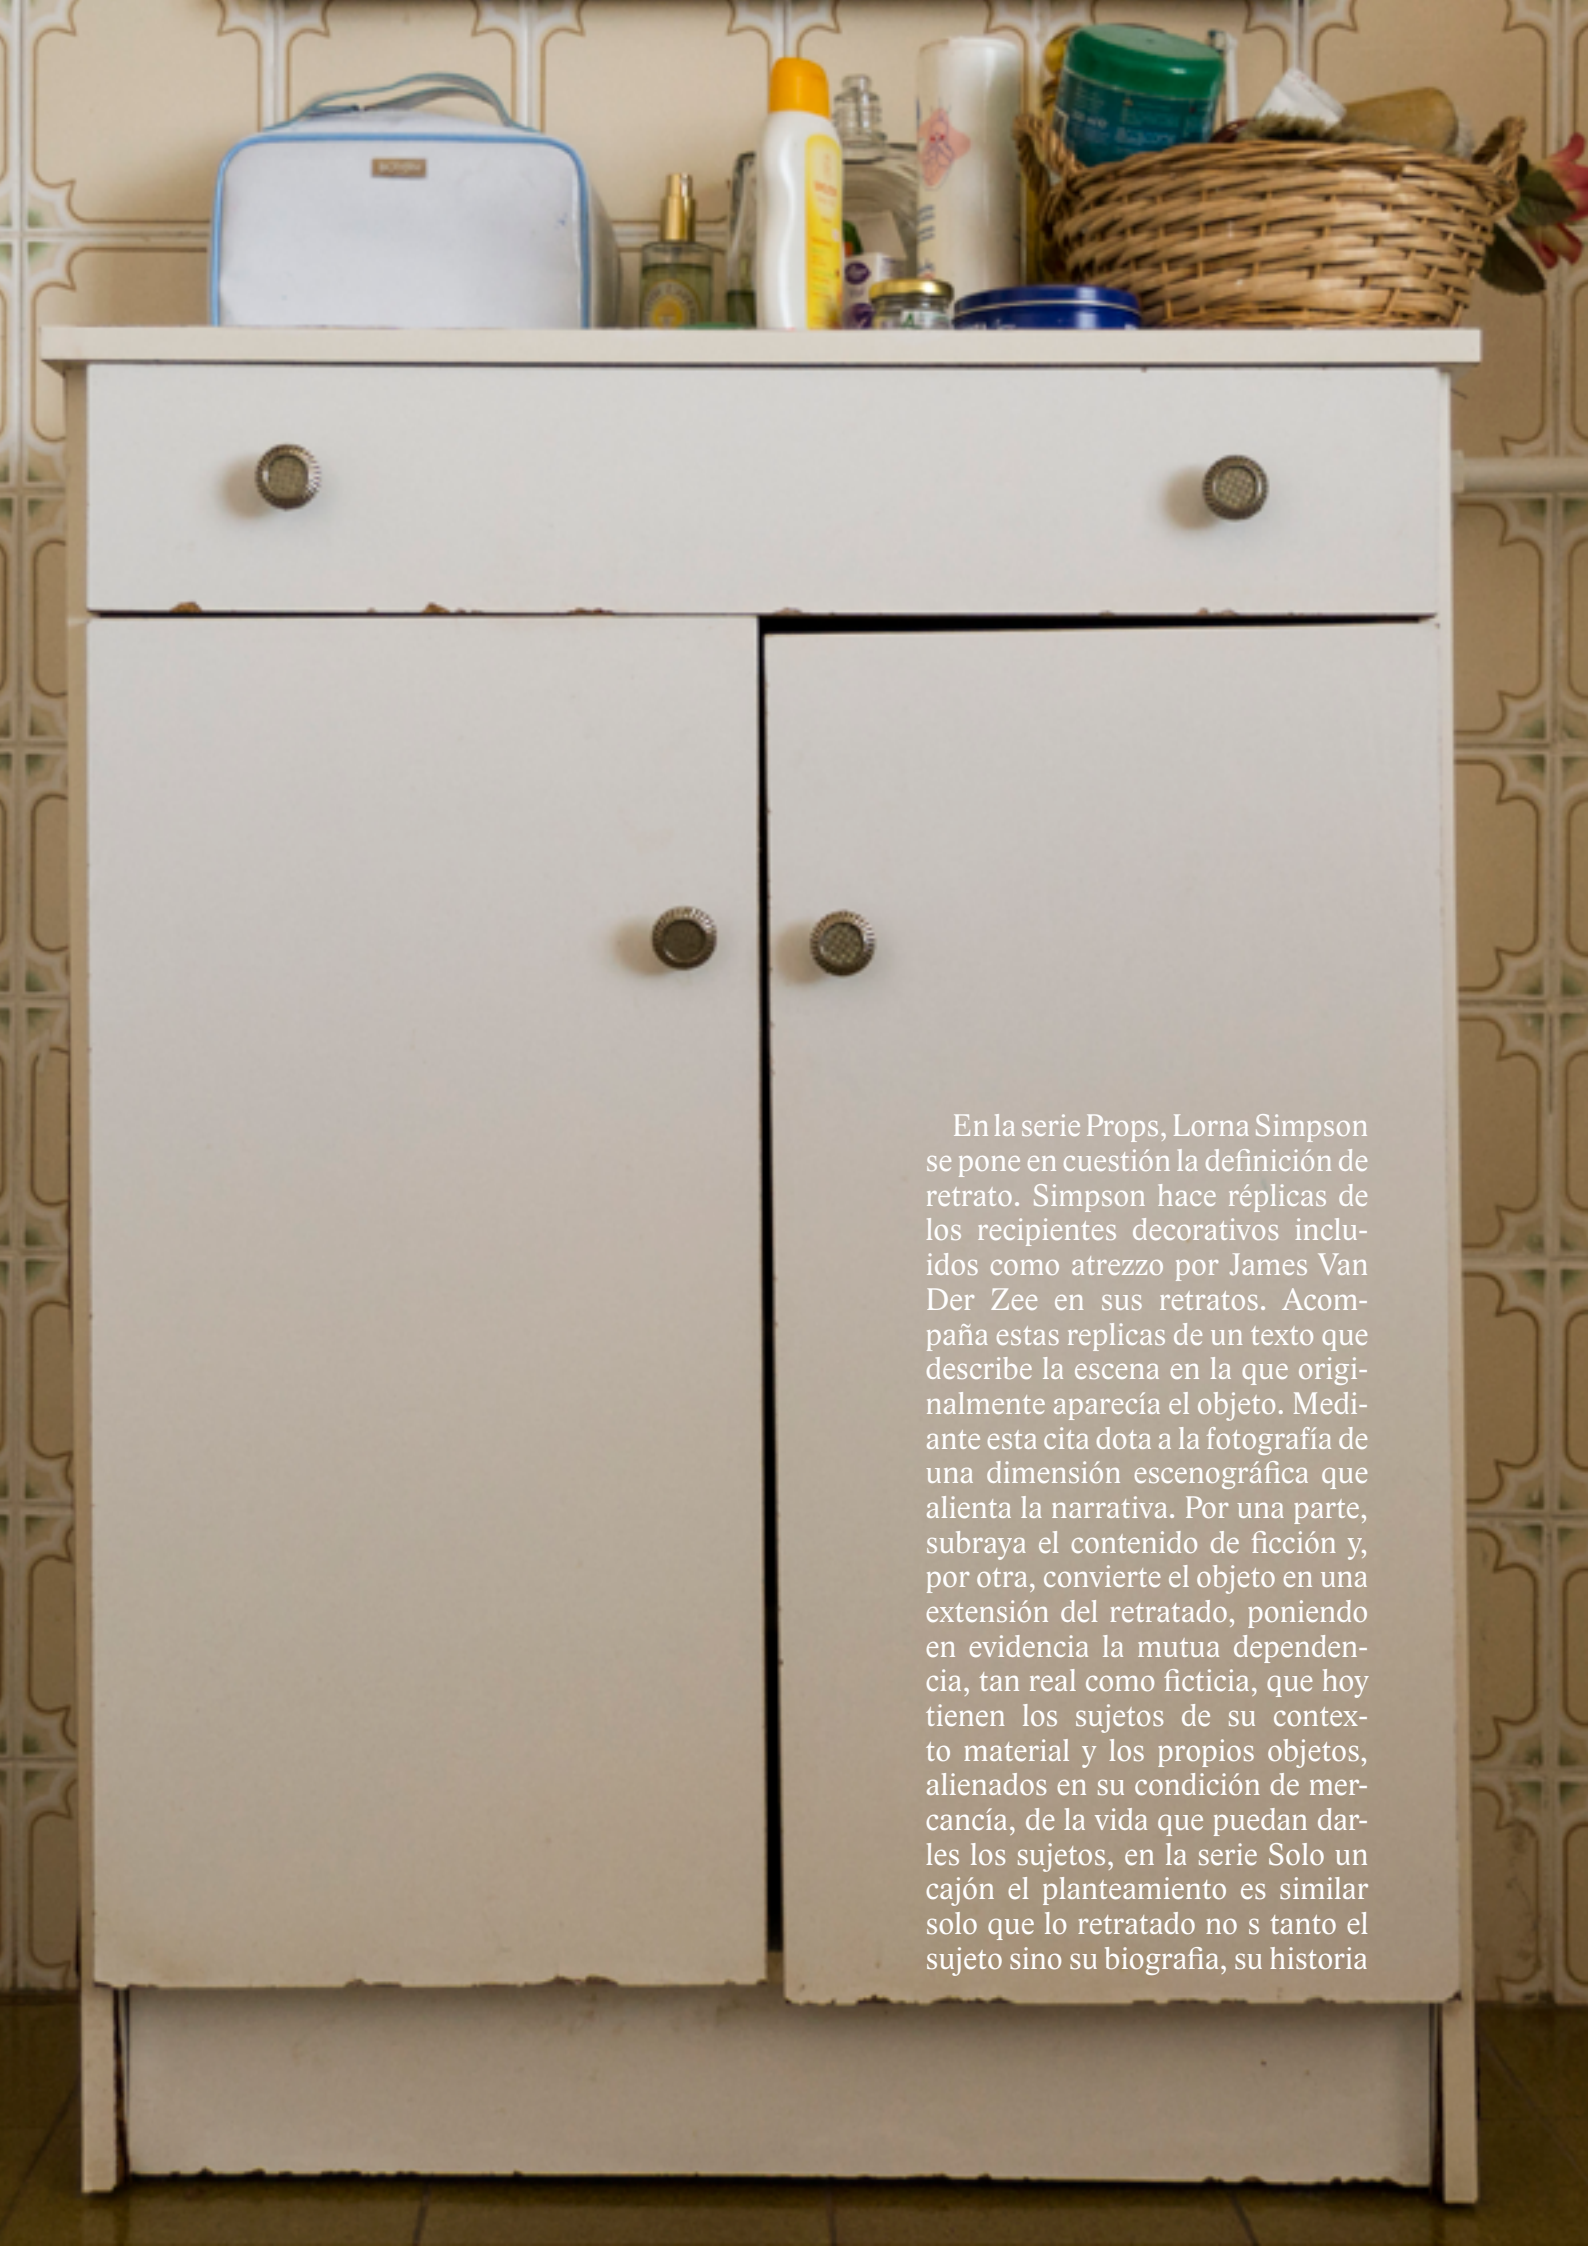 En la serie Props, Lorna Simpson
se pone en cuestión la definición de
retrato. Simpson hace réplicas de
los recipientes decorativos inclu-
idos como atrezzo por James Van
Der Zee en sus retratos. Acom-
paña estas replicas de un texto que
describe la escena en la que origi-
nalmente aparecía el objeto. Medi-
ante esta cita dota a la fotografía de
una dimensión escenográfica que
alienta la narrativa. Por una parte,
subraya el contenido de ficción y,
por otra, convierte el objeto en una
extensión del retratado, poniendo
en evidencia la mutua dependen-
cia, tan real como ficticia, que hoy
tienen los sujetos de su contex-
to material y los propios objetos,
alienados en su condición de mer-
cancía, de la vida que puedan dar-
les los sujetos, en la serie Solo un
cajón el planteamiento es similar
solo que lo retratado no s tanto el
sujeto sino su biografia, su historia